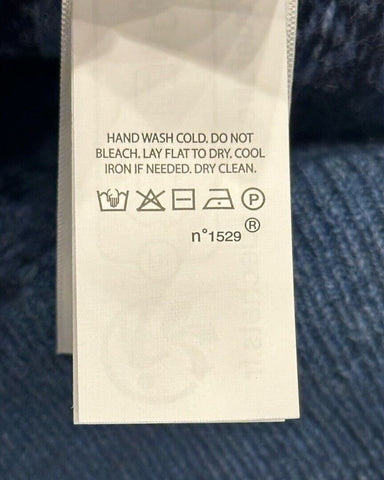 HAND WASH COLD. DO NOT
BLEACH. LAY FLAT TO DRY. COOL
IRON IF NEEDED. DRY CLEAN.
P
n°1529 ®